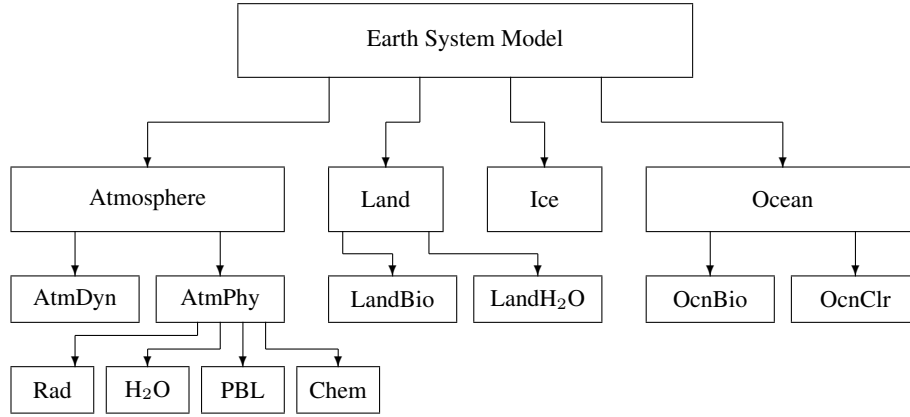 Earth System Model
Atmosphere
Land
Ice
Ocean
AtmDyn
AtmPhy
LandBio
LandH₂O
OcnBio
OcnClr
Rad
H₂O
PBL
Chem